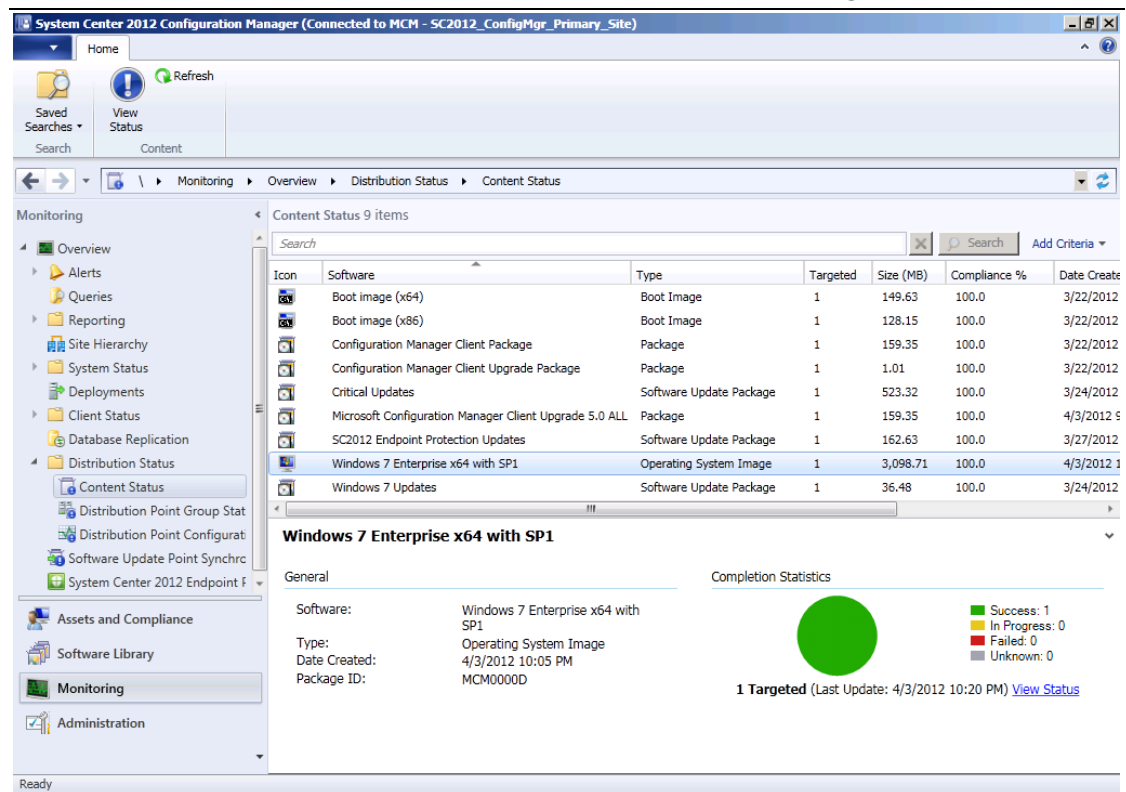 System Center 2012 Configuration Manager (Connected to MCM - SC2012_ConfigMgr_Primary_Site)
Home
Saved Searches
View Status
Refresh
Search
Content
\ Monitoring Overview Distribution Status Content Status
Monitoring
Overview
Alerts
Queries
Reporting
Site Hierarchy
System Status
Deployments
Client Status
Database Replication
Distribution Status
Content Status
Distribution Point Group Stat
Distribution Point Configurati
Software Update Point Synchrc
System Center 2012 Endpoint F
Assets and Compliance
Software Library
Monitoring
Administration
Content Status 9 items
Search
Search Add Criteria
Icon Software Type Targeted Size (MB) Compliance % Date Create
Boot image (x64) Boot Image 1 149.63 100.0 3/22/2012
Boot image (x86) Boot Image 1 128.15 100.0 3/22/2012
Configuration Manager Client Package Package 1 159.35 100.0 3/22/2012
Configuration Manager Client Upgrade Package Package 1 1.01 100.0 3/22/2012
Critical Updates Software Update Package 1 523.32 100.0 3/24/2012
Microsoft Configuration Manager Client Upgrade 5.0 ALL Package 1 159.35 100.0 4/3/2012 9
SC2012 Endpoint Protection Updates Software Update Package 1 162.63 100.0 3/27/2012
Windows 7 Enterprise x64 with SP1 Operating System Image 1 3,098.71 100.0 4/3/2012 1
Windows 7 Updates Software Update Package 1 36.48 100.0 3/24/2012
Windows 7 Enterprise x64 with SP1
General
Software: Windows 7 Enterprise x64 with
SP1
Type: Operating System Image
Date Created: 4/3/2012 10:05 PM
Package ID: MCM0000D
Completion Statistics
Success: 1
In Progress: 0
Failed: 0
Unknown: 0
1 Targeted (Last Update: 4/3/2012 10:20 PM) View Status
Ready